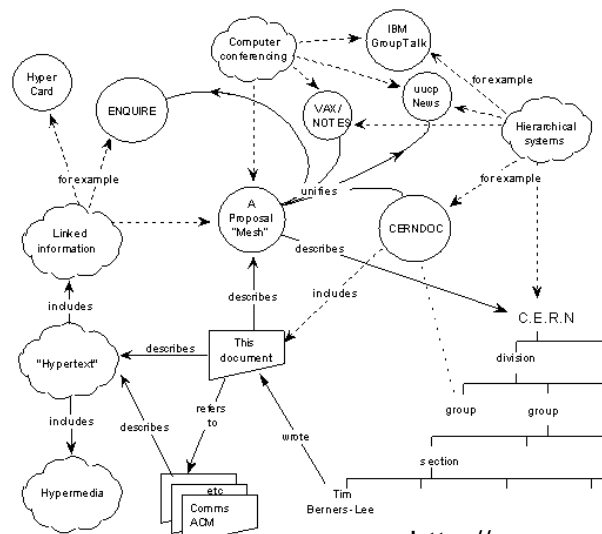 IBM
GroupTalk
Computer
conferencing
Hyper
Card
ENQUIRE
VAX/
NOTES
uucp
News
for example
Hierarchical
systems
for example
unifies
for example
Linked
information
A
Proposal
"Mesh"
CERNDOC
describes
includes
describes
includes
C.E.R.N
This
document
describes
"Hypertext"
division
includes
describes
refers
to
group
group
wrote
section
Hypermedia
etc
Comms
ACM
Tim
Berners-Lee